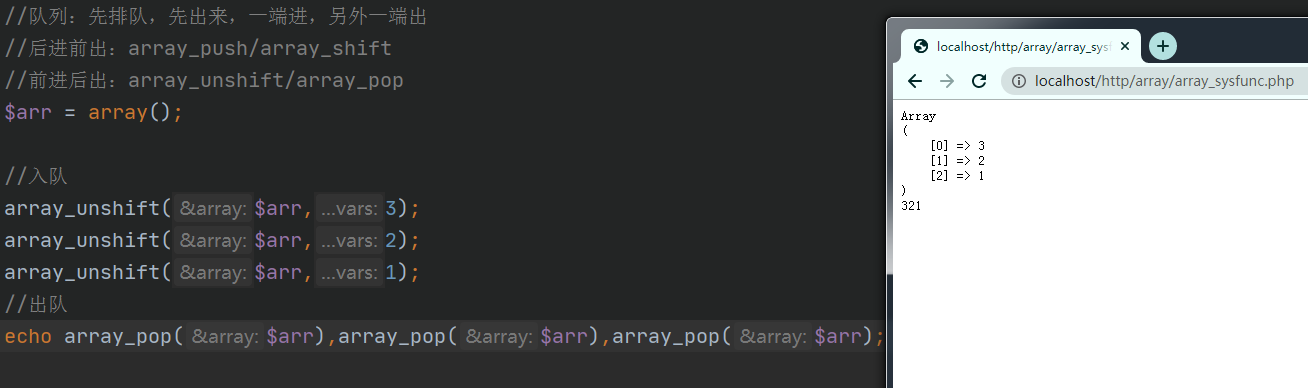 //队列：先排队，先出来，一端进，另外一端出
//后进前出：array_push/array_shift
//前进后出：array_unshift/array_pop
$arr = array();
//入队
array_unshift( &array: $arr, ...vars: 3);
array_unshift( &array: $arr, ...vars: 2);
array_unshift( &array: $arr, ...vars: 1);
//出队
echo array_pop( &array: $arr),array_pop( &array: $arr),array_pop( &array: $arr);
localhost/http/array/array_sys
localhost/http/array/array_sysfunc.php
Array
(
[0] => 3
[1] => 2
[2] => 1
)
321